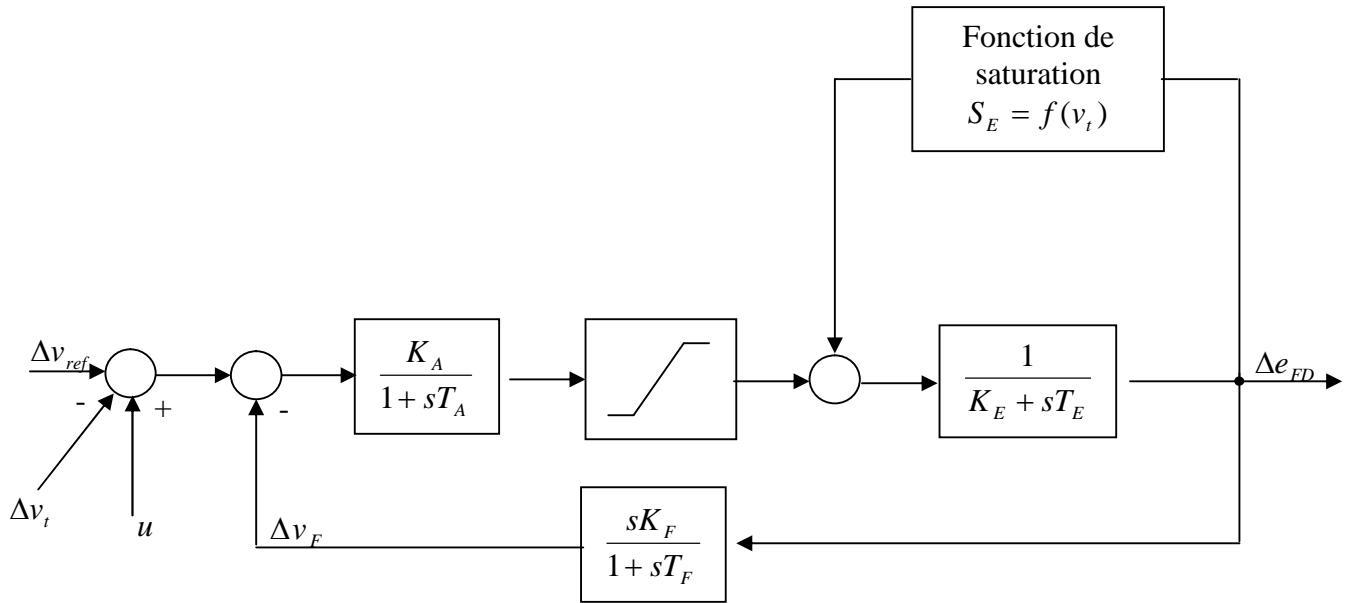 Fonction de
saturation
S_E = f(v_t)
Δv_ref
-
+
-
K_A
1 + sT_A
1
K_E + sT_E
Δe_FD
Δv_t
u
Δv_F
sK_F
1 + sT_F